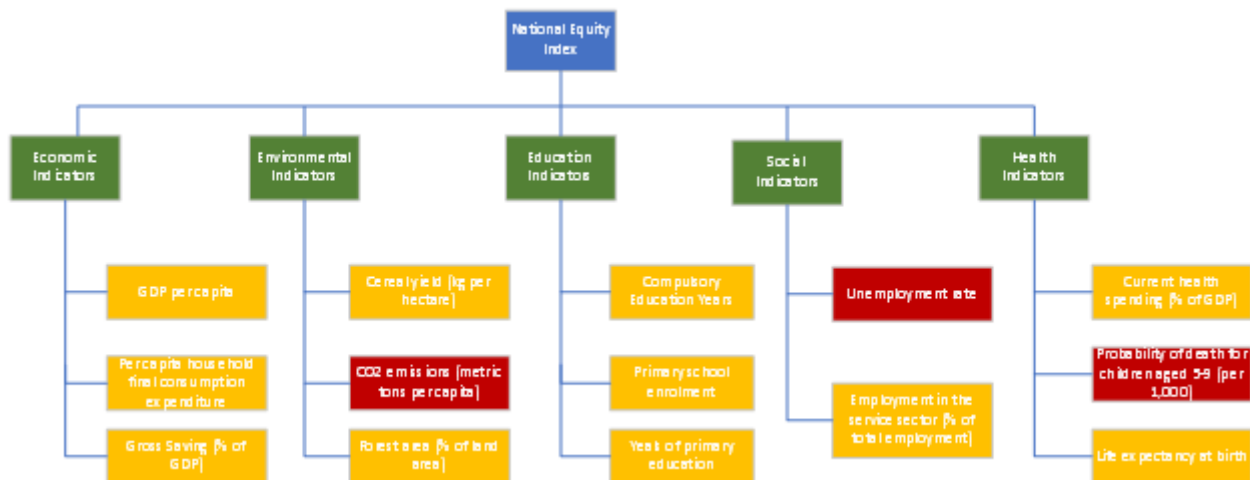 National Equity
Index
Economic
Indicators
Environmental
Indicators
Education
Indicators
Social
Indicators
Health
Indicators
GDP per capita
Per capita household
final consumption
expenditure
Gross Saving (% of
GDP)
Cereal yield (kg per
hectare)
CO2 emissions (metric
tons per capita)
Forest area (% of land
area)
Compulsory
Education Years
Primary school
enrolment
Years of primary
education
Unemployment rate
Employment in the
service sector (% of
total employment)
Current health
spending (% of GDP)
Probability of death for
children aged 5-9 (per
1,000)
Life expectancy at birth